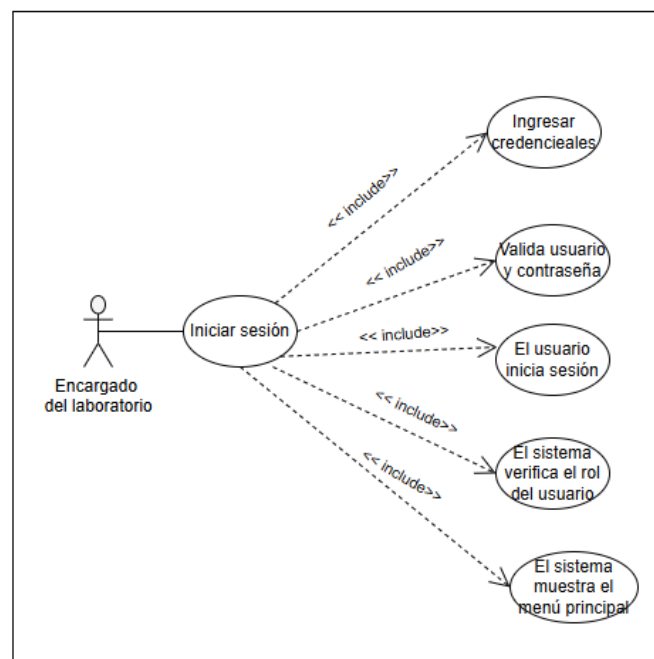 Ingresar
credencieales
<< include>>
Valida usuario
y contraseña
<< include>>
Iniciar sesión
<< include>>
El usuario
inicia sesión
Encargado
del laboratorio
<< include>>
El sistema
verifica el rol
del usuario
<< include>>
El sistema
muestra el
menú principal